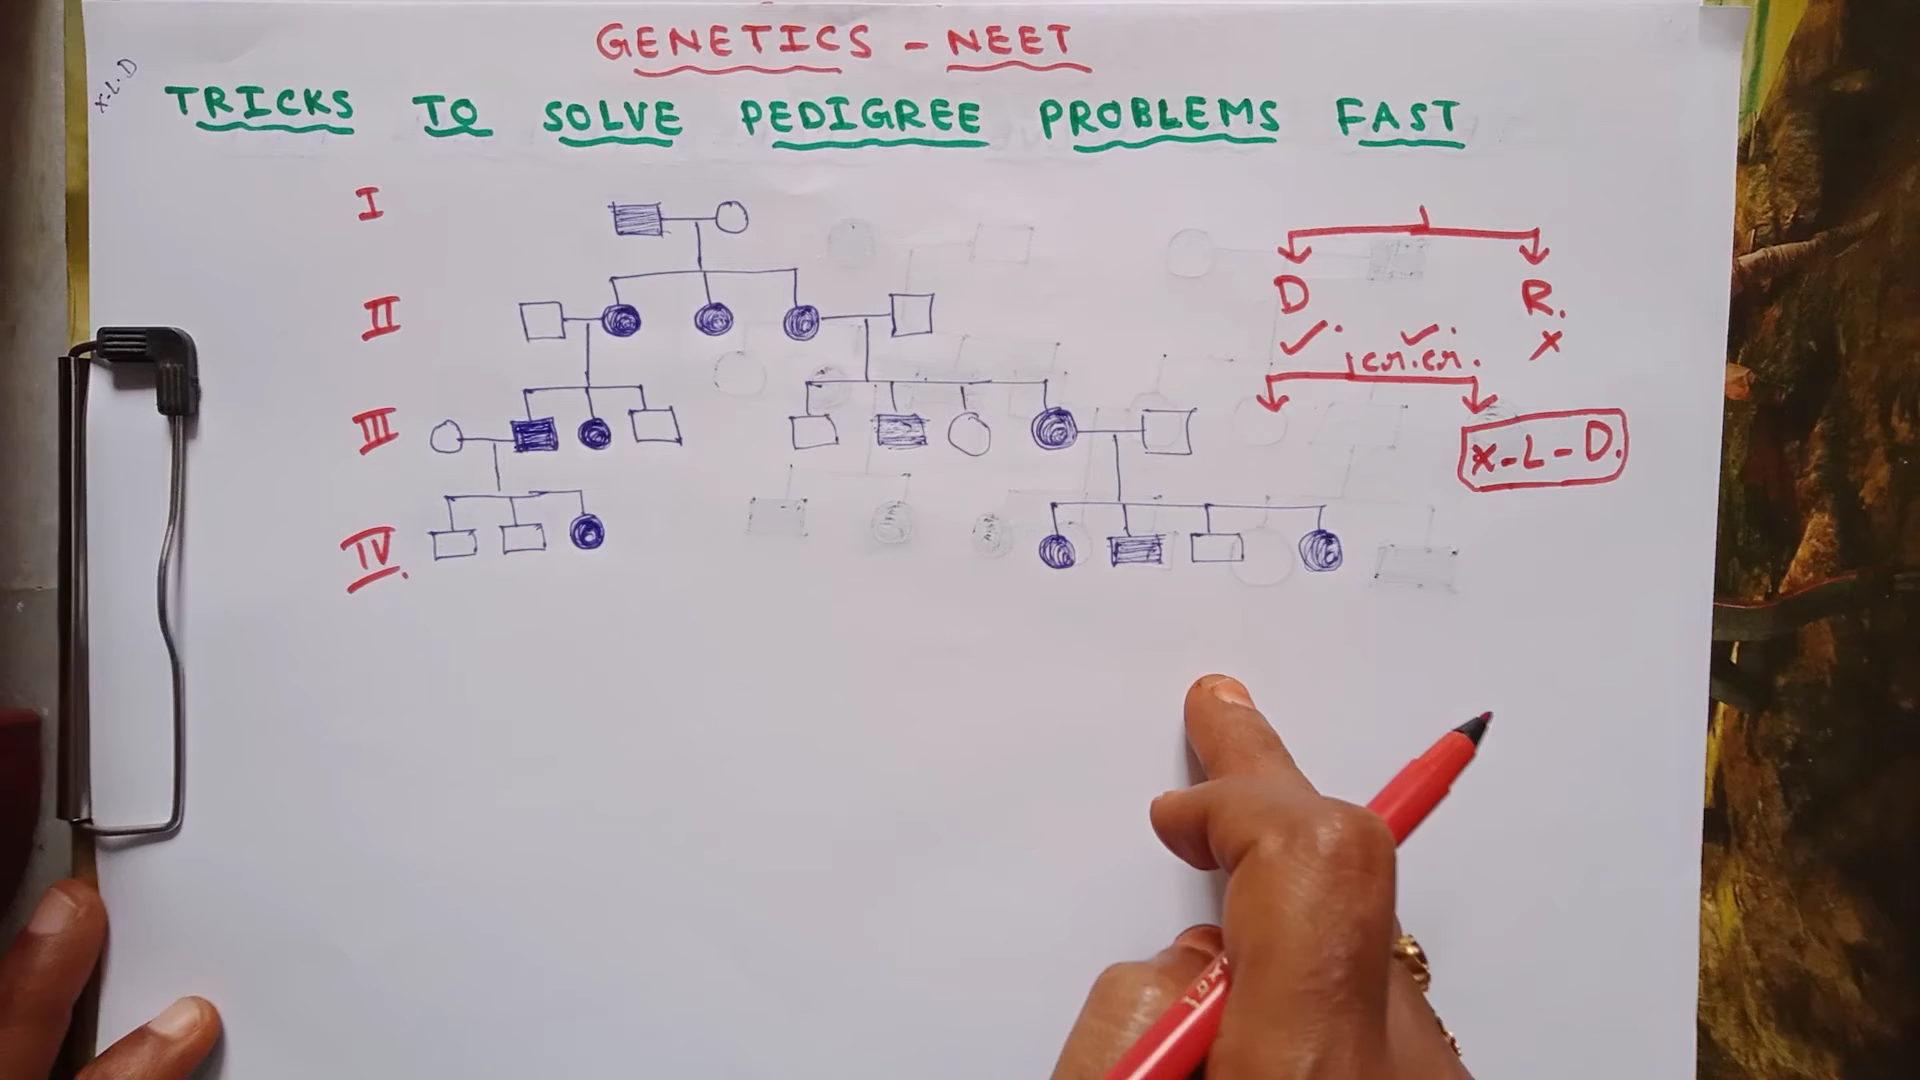 GENETICS - NEET
X-L.D
TRICKS TO SOLVE PEDIGREE PROBLEMS FAST
I
II
III
IV.
D
R.
X-L-D.